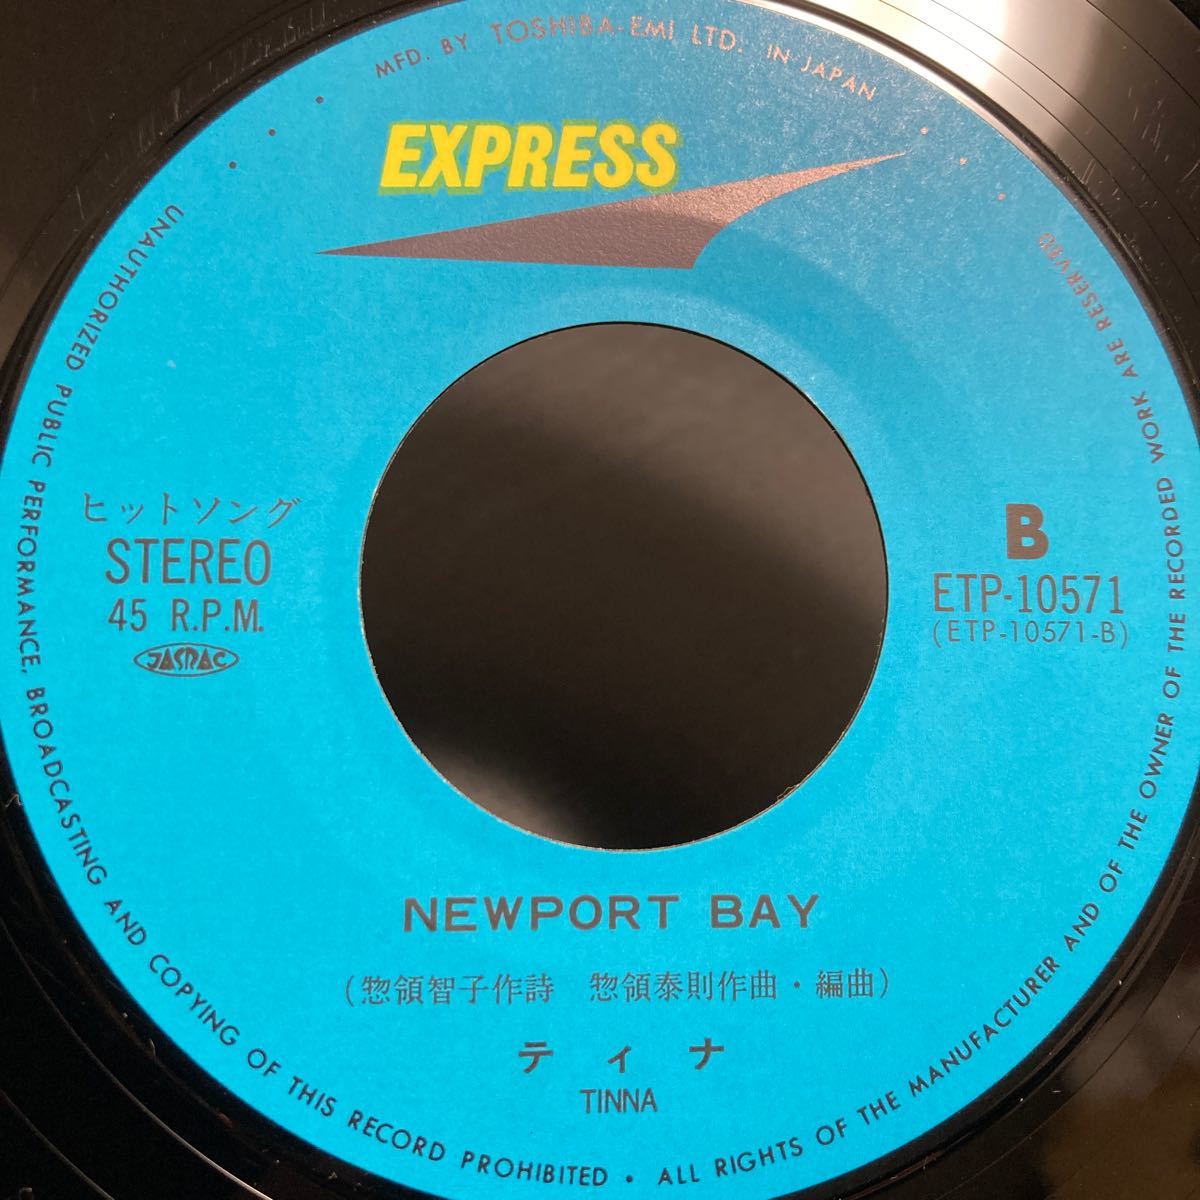 MFD. BY TOSHIBA-EMI LTD. IN JAPAN
EXPRESS
ヒットソング
STEREO
45 R.P.M.
JASRAC
B
ETP-10571
(ETP-10571-B)
NEWPORT BAY
(惣領智子作詩 惣領泰則作曲・編曲)
ティナ
TINNA
UNAUTHORIZED PUBLIC PERFORMANCE, BROADCASTING AND COPYING OF THIS RECORD PROHIBITED • ALL RIGHTS OF THE MANUFACTURER AND OF THE OWNER OF THE RECORDED WORK ARE RESERVED